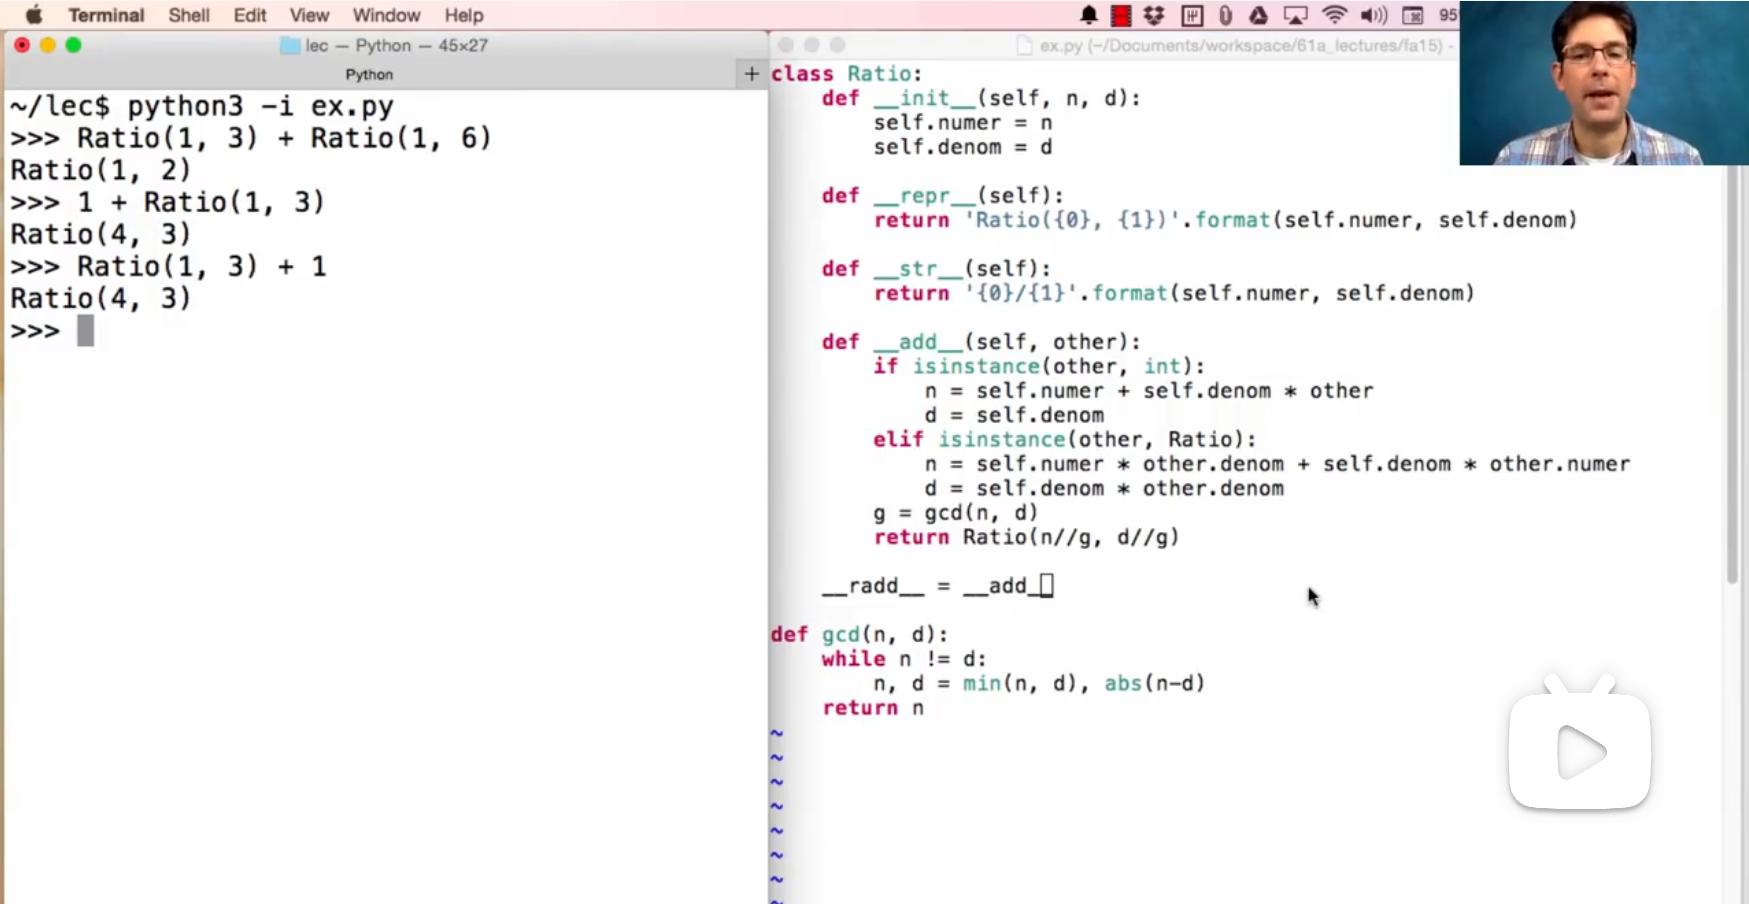 Terminal Shell Edit View Window Help 95
lec — Python — 45×27
Python +
~/lec$ python3 -i ex.py
>>> Ratio(1, 3) + Ratio(1, 6)
Ratio(1, 2)
>>> 1 + Ratio(1, 3)
Ratio(4, 3)
>>> Ratio(1, 3) + 1
Ratio(4, 3)
>>>
ex.py (~/Documents/workspace/61a_lectures/fa15) -
class Ratio:
    def __init__(self, n, d):
        self.numer = n
        self.denom = d
    def __repr__(self):
        return 'Ratio({0}, {1})'.format(self.numer, self.denom)
    def __str__(self):
        return '{0}/{1}'.format(self.numer, self.denom)
    def __add__(self, other):
        if isinstance(other, int):
            n = self.numer + self.denom * other
            d = self.denom
        elif isinstance(other, Ratio):
            n = self.numer * other.denom + self.denom * other.numer
            d = self.denom * other.denom
        g = gcd(n, d)
        return Ratio(n//g, d//g)
    __radd__ = __add__
def gcd(n, d):
    while n != d:
        n, d = min(n, d), abs(n-d)
    return n
~
~
~
~
~
~
~
~